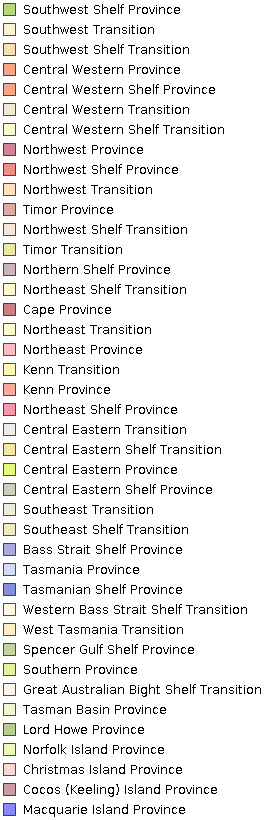 Southwest Shelf Province
Southwest Transition
Southwest Shelf Transition
Central Western Province
Central Western Shelf Province
Central Western Transition
Central Western Shelf Transition
Northwest Province
Northwest Shelf Province
Northwest Transition
Timor Province
Northwest Shelf Transition
Timor Transition
Northern Shelf Province
Northeast Shelf Transition
Cape Province
Northeast Transition
Northeast Province
Kenn Transition
Kenn Province
Northeast Shelf Province
Central Eastern Transition
Central Eastern Shelf Transition
Central Eastern Province
Central Eastern Shelf Province
Southeast Transition
Southeast Shelf Transition
Bass Strait Shelf Province
Tasmania Province
Tasmanian Shelf Province
Western Bass Strait Shelf Transition
West Tasmania Transition
Spencer Gulf Shelf Province
Southern Province
Great Australian Bight Shelf Transition
Tasman Basin Province
Lord Howe Province
Norfolk Island Province
Christmas Island Province
Cocos (Keeling) Island Province
Macquarie Island Province